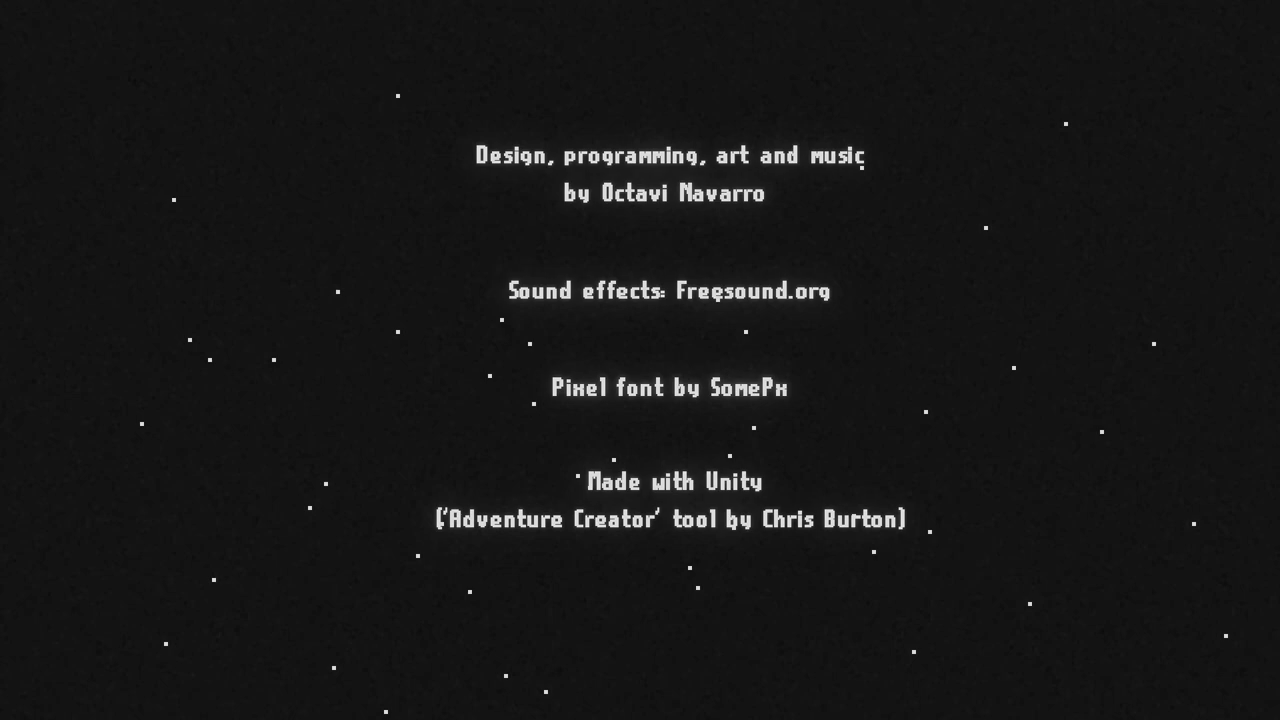 Design, programming, art and music
by Octavi Navarro
Sound effects: Freesound.org
Pixel font by SomePx
Made with Unity
('Adventure Creator' tool by Chris Burton)